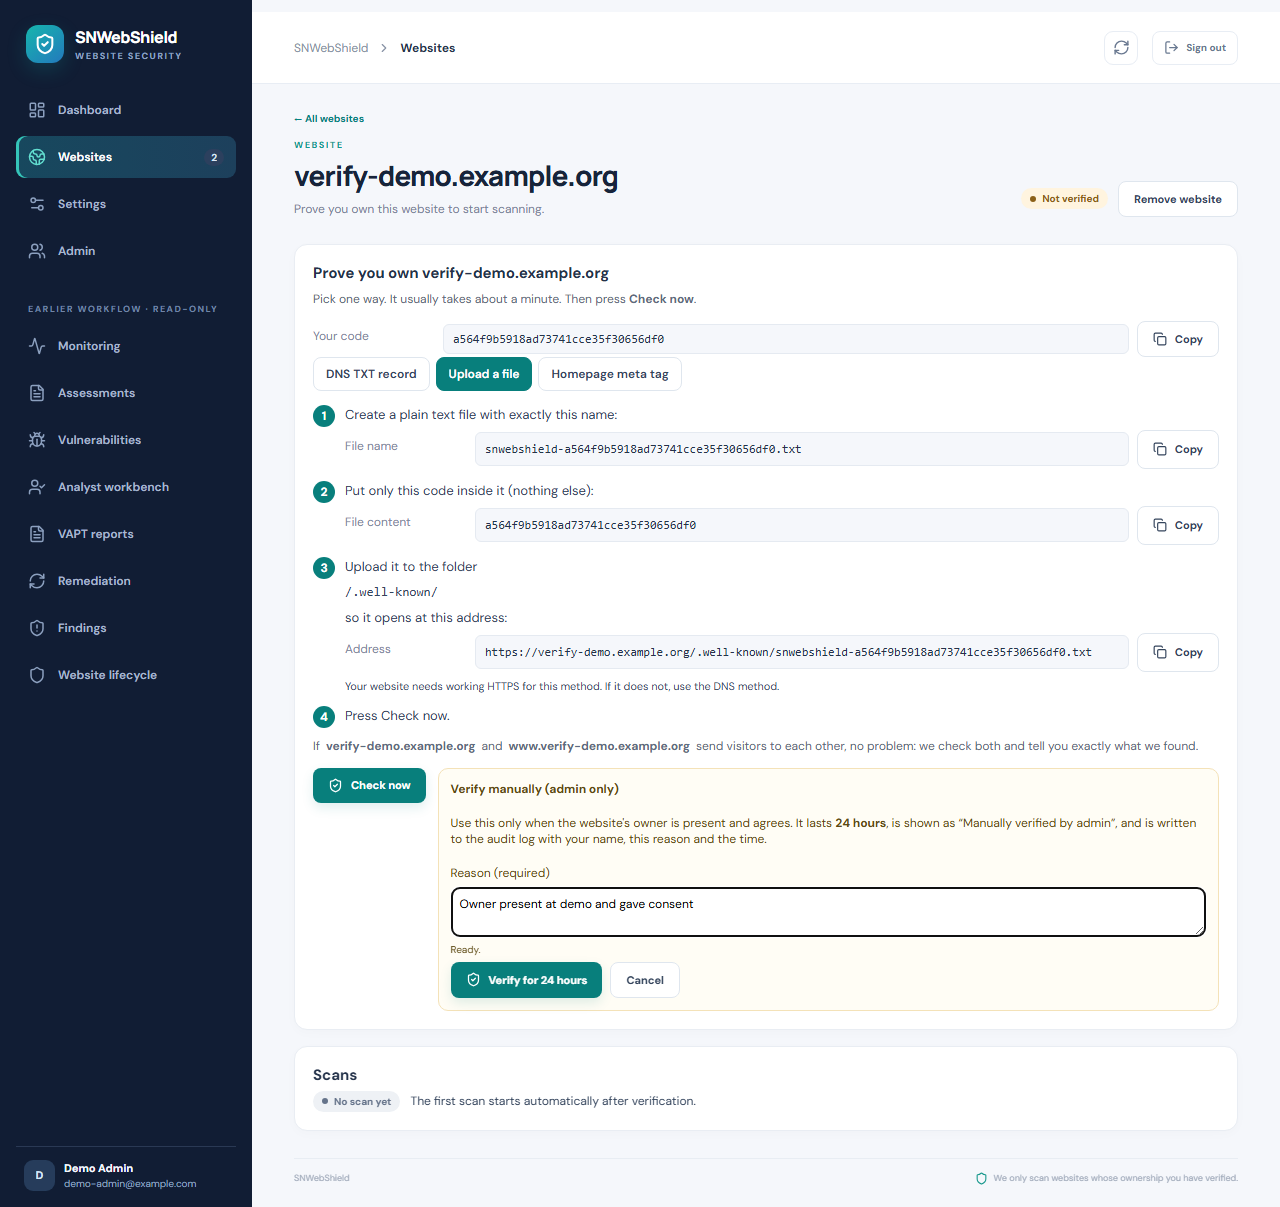 SNWebShield
WEBSITE SECURITY
Dashboard
Websites 2
Settings
Admin
EARLIER WORKFLOW · READ-ONLY
Monitoring
Assessments
Vulnerabilities
Analyst workbench
VAPT reports
Remediation
Findings
Website lifecycle
D
Demo Admin
demo-admin@example.com
SNWebShield > Websites
Sign out
← All websites
WEBSITE
verify-demo.example.org
Prove you own this website to start scanning.
Not verified
Remove website
Prove you own verify-demo.example.org
Pick one way. It usually takes about a minute. Then press Check now.
Your code a564f9b5918ad73741cce35f30656df0 Copy
DNS TXT record Upload a file Homepage meta tag
1 Create a plain text file with exactly this name:
File name snwebshield-a564f9b5918ad73741cce35f30656df0.txt Copy
2 Put only this code inside it (nothing else):
File content a564f9b5918ad73741cce35f30656df0 Copy
3 Upload it to the folder
/.well-known/
so it opens at this address:
Address https://verify-demo.example.org/.well-known/snwebshield-a564f9b5918ad73741cce35f30656df0.txt Copy
Your website needs working HTTPS for this method. If it does not, use the DNS method.
4 Press Check now.
If verify-demo.example.org and www.verify-demo.example.org send visitors to each other, no problem: we check both and tell you exactly what we found.
Check now
Verify manually (admin only)
Use this only when the website's owner is present and agrees. It lasts 24 hours, is shown as “Manually verified by admin”, and is written
to the audit log with your name, this reason and the time.
Reason (required)
Owner present at demo and gave consent
Ready.
Verify for 24 hours Cancel
Scans
No scan yet The first scan starts automatically after verification.
SNWebShield
We only scan websites whose ownership you have verified.